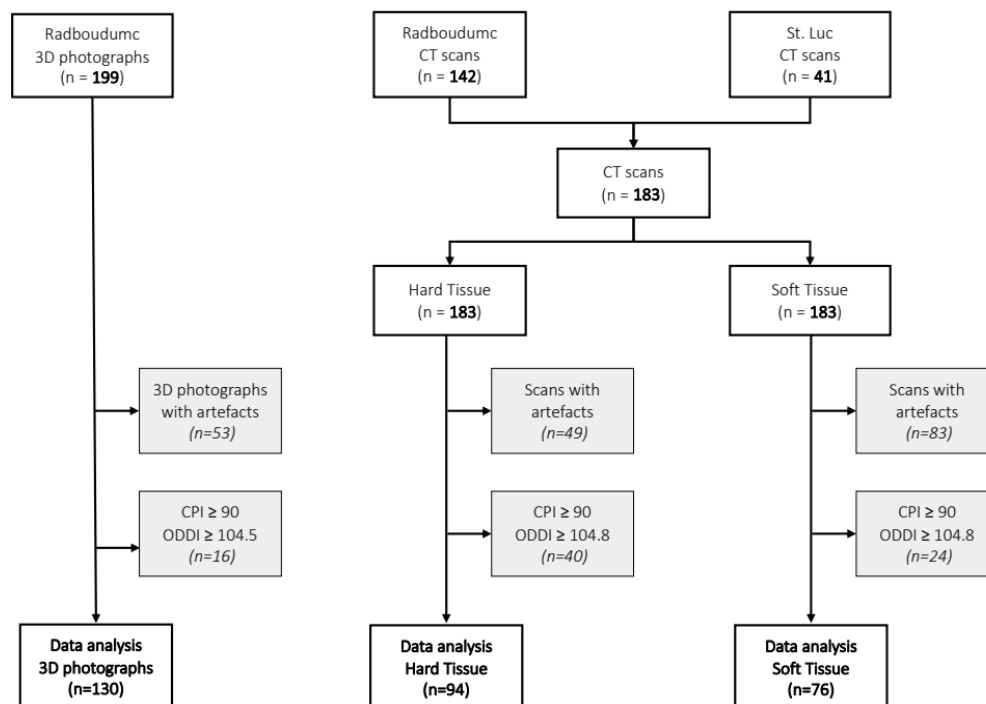 Radboudumc
3D photographs
(n = 199)
Radboudumc
CT scans
(n = 142)
St. Luc
CT scans
(n = 41)
CT scans
(n = 183)
Hard Tissue
(n = 183)
Soft Tissue
(n = 183)
3D photographs
with artefacts
(n=53)
Scans with
artefacts
(n=49)
Scans with
artefacts
(n=83)
CPI ≥ 90
ODDI ≥ 104.5
(n=16)
CPI ≥ 90
ODDI ≥ 104.8
(n=40)
CPI ≥ 90
ODDI ≥ 104.8
(n=24)
Data analysis
3D photographs
(n=130)
Data analysis
Hard Tissue
(n=94)
Data analysis
Soft Tissue
(n=76)